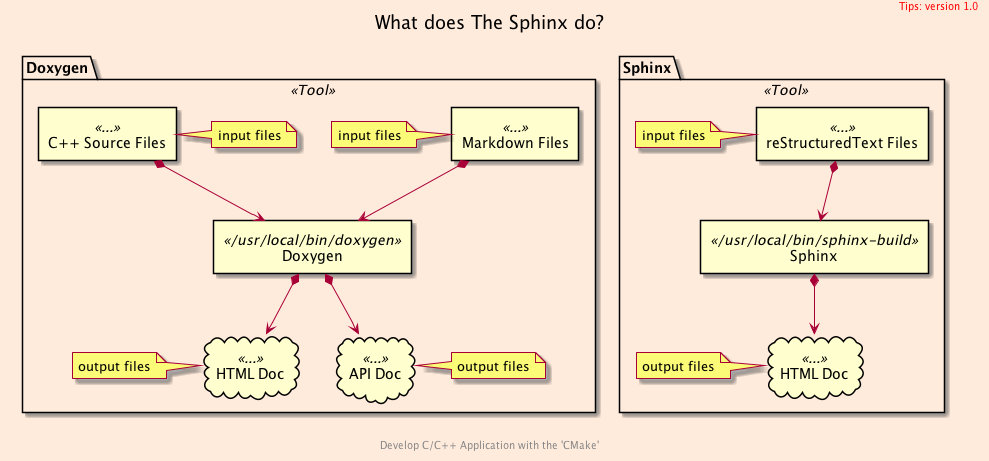 Tips: version 1.0
What does The Sphinx do?
Doxygen
«Tool»
«...»
C++ Source Files
input files
input files
«...»
Markdown Files
«/usr/local/bin/doxygen»
Doxygen
output files
«...»
HTML Doc
«...»
API Doc
output files
Sphinx
«Tool»
input files
«...»
reStructuredText Files
«/usr/local/bin/sphinx-build»
Sphinx
output files
«...»
HTML Doc
Develop C/C++ Application with the 'CMake'